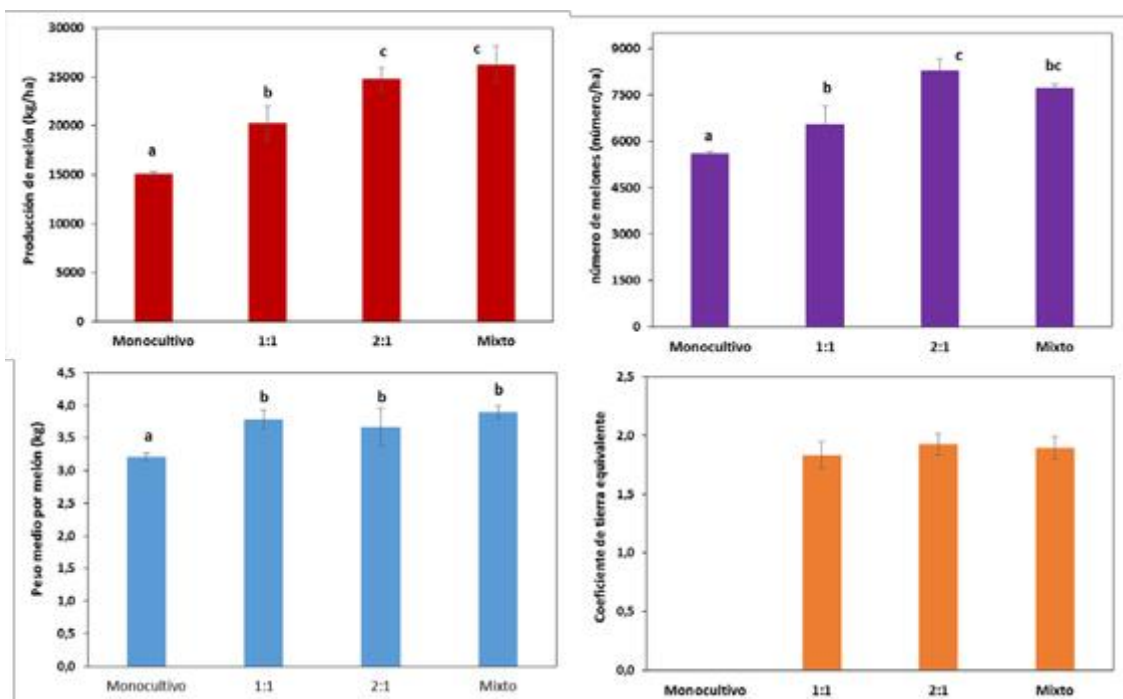 Producción de melón (kg/ha)
30000
25000
20000
15000
10000
5000
0
a
b
c
c
Monocultivo 1:1 2:1 Mixto
número de melones (número/ha)
9000
7500
6000
4500
3000
1500
0
a
b
c
bc
Monocultivo 1:1 2:1 Mixto
Peso medio por melón (kg)
4,5
4,0
3,5
3,0
2,5
2,0
1,5
1,0
0,5
0,0
a
b
b
b
Monocultivo 1:1 2:1 Mixto
Coeficiente de tierra equivalente
2,5
2,0
1,5
1,0
0,5
0,0
Monocultivo 1:1 2:1 Mixto